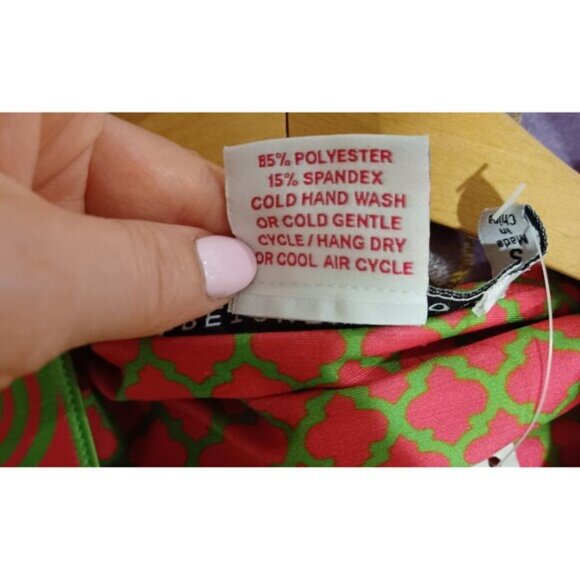 85% POLYESTER
15% SPANDEX
COLD HAND WASH
OR COLD GENTLE
CYCLE / HANG DRY
OR COOL AIR CYCLE
S
Made
in
China